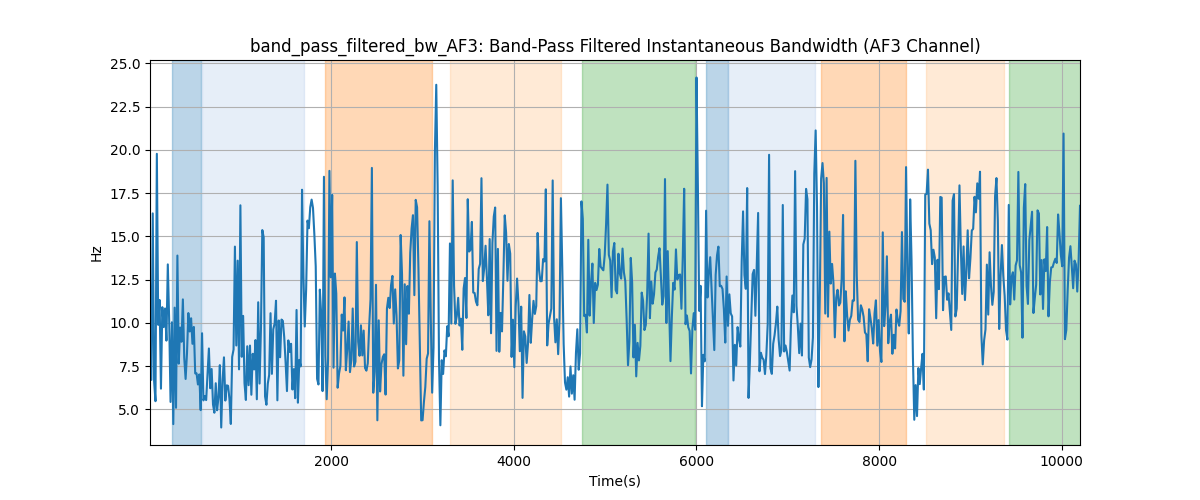 band_pass_filtered_bw_AF3: Band-Pass Filtered Instantaneous Bandwidth (AF3 Channel)
25.0
22.5
20.0
17.5
15.0
12.5
10.0
7.5
5.0
Hz
2000 4000 6000 8000 10000
Time(s)